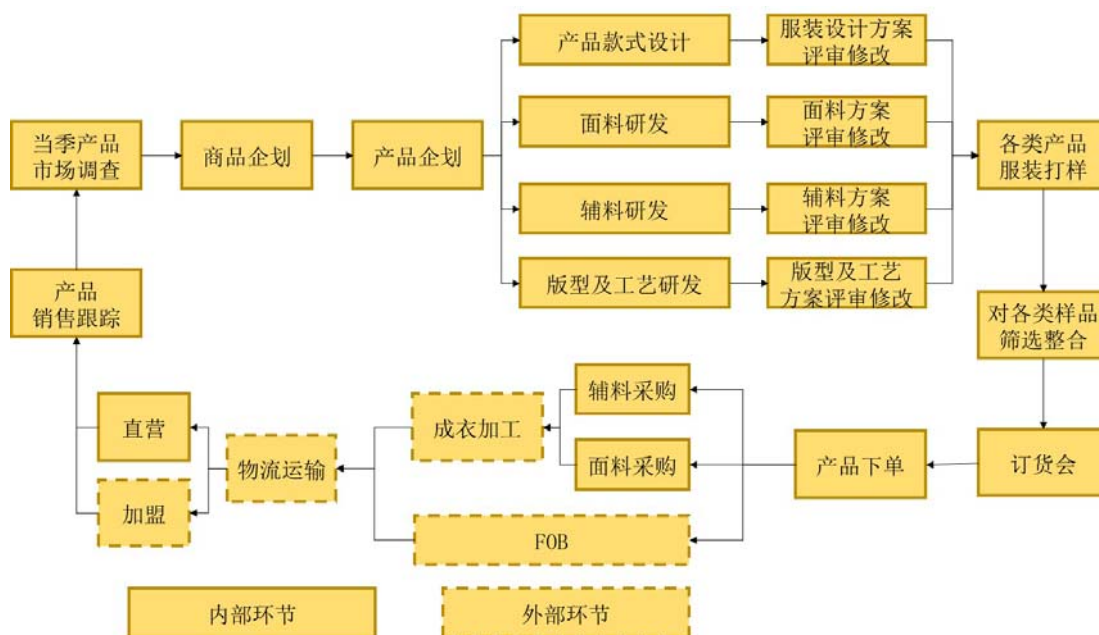 产品款式设计
服装设计方案
评审修改
当季产品
市场调查
商品企划
产品企划
面料研发
面料方案
评审修改
各类产品
服装打样
辅料研发
辅料方案
评审修改
版型及工艺研发
版型及工艺
方案评审修改
产品
销售跟踪
对各类样品
筛选整合
直营
加盟
物流运输
成衣加工
辅料采购
面料采购
FOB
产品下单
订货会
内部环节
外部环节